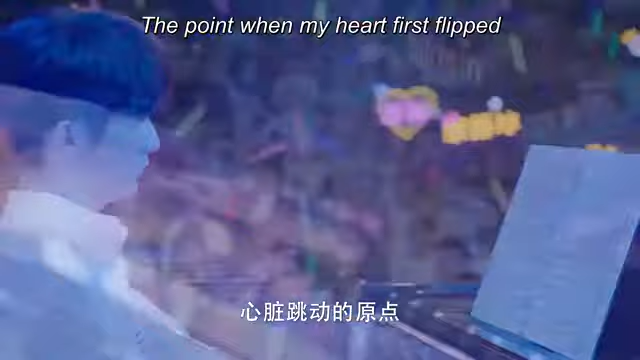 The point when my heart first flipped
心脏跳动的原点